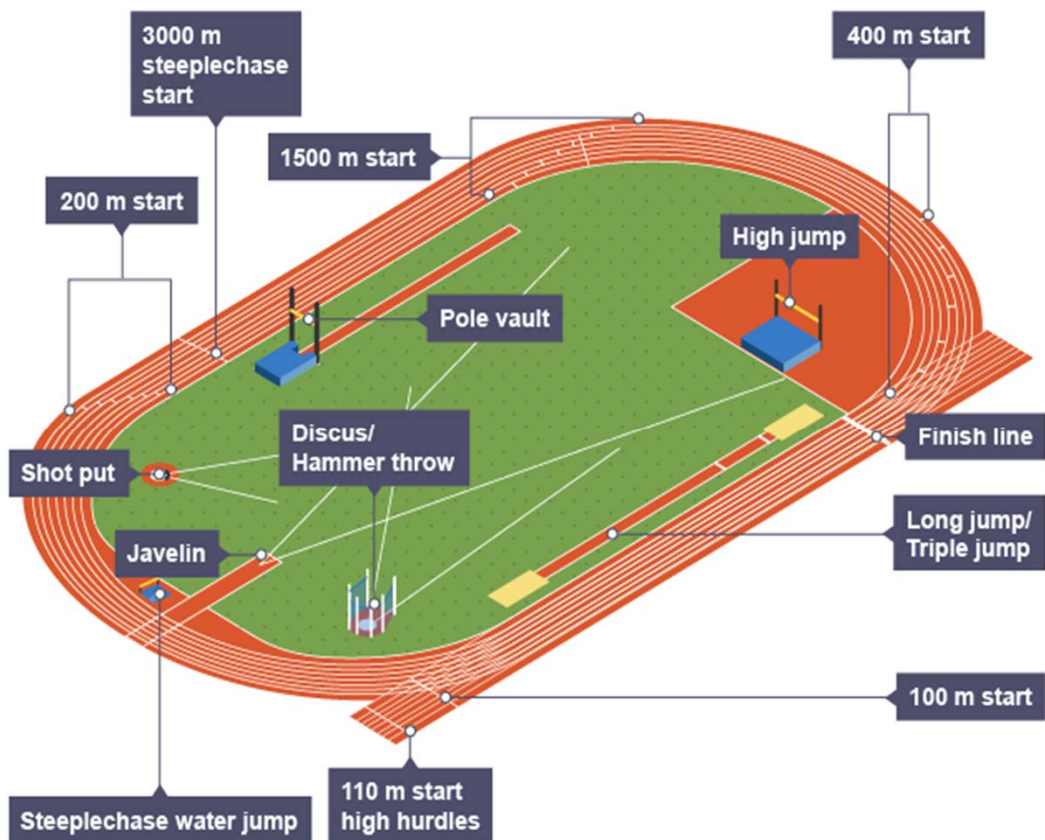 3000 m
steeplechase
start
400 m start
1500 m start
200 m start
High jump
Pole vault
Discus/
Hammer throw
Finish line
Shot put
Long jump/
Triple jump
Javelin
100 m start
110 m start
high hurdles
Steeplechase water jump